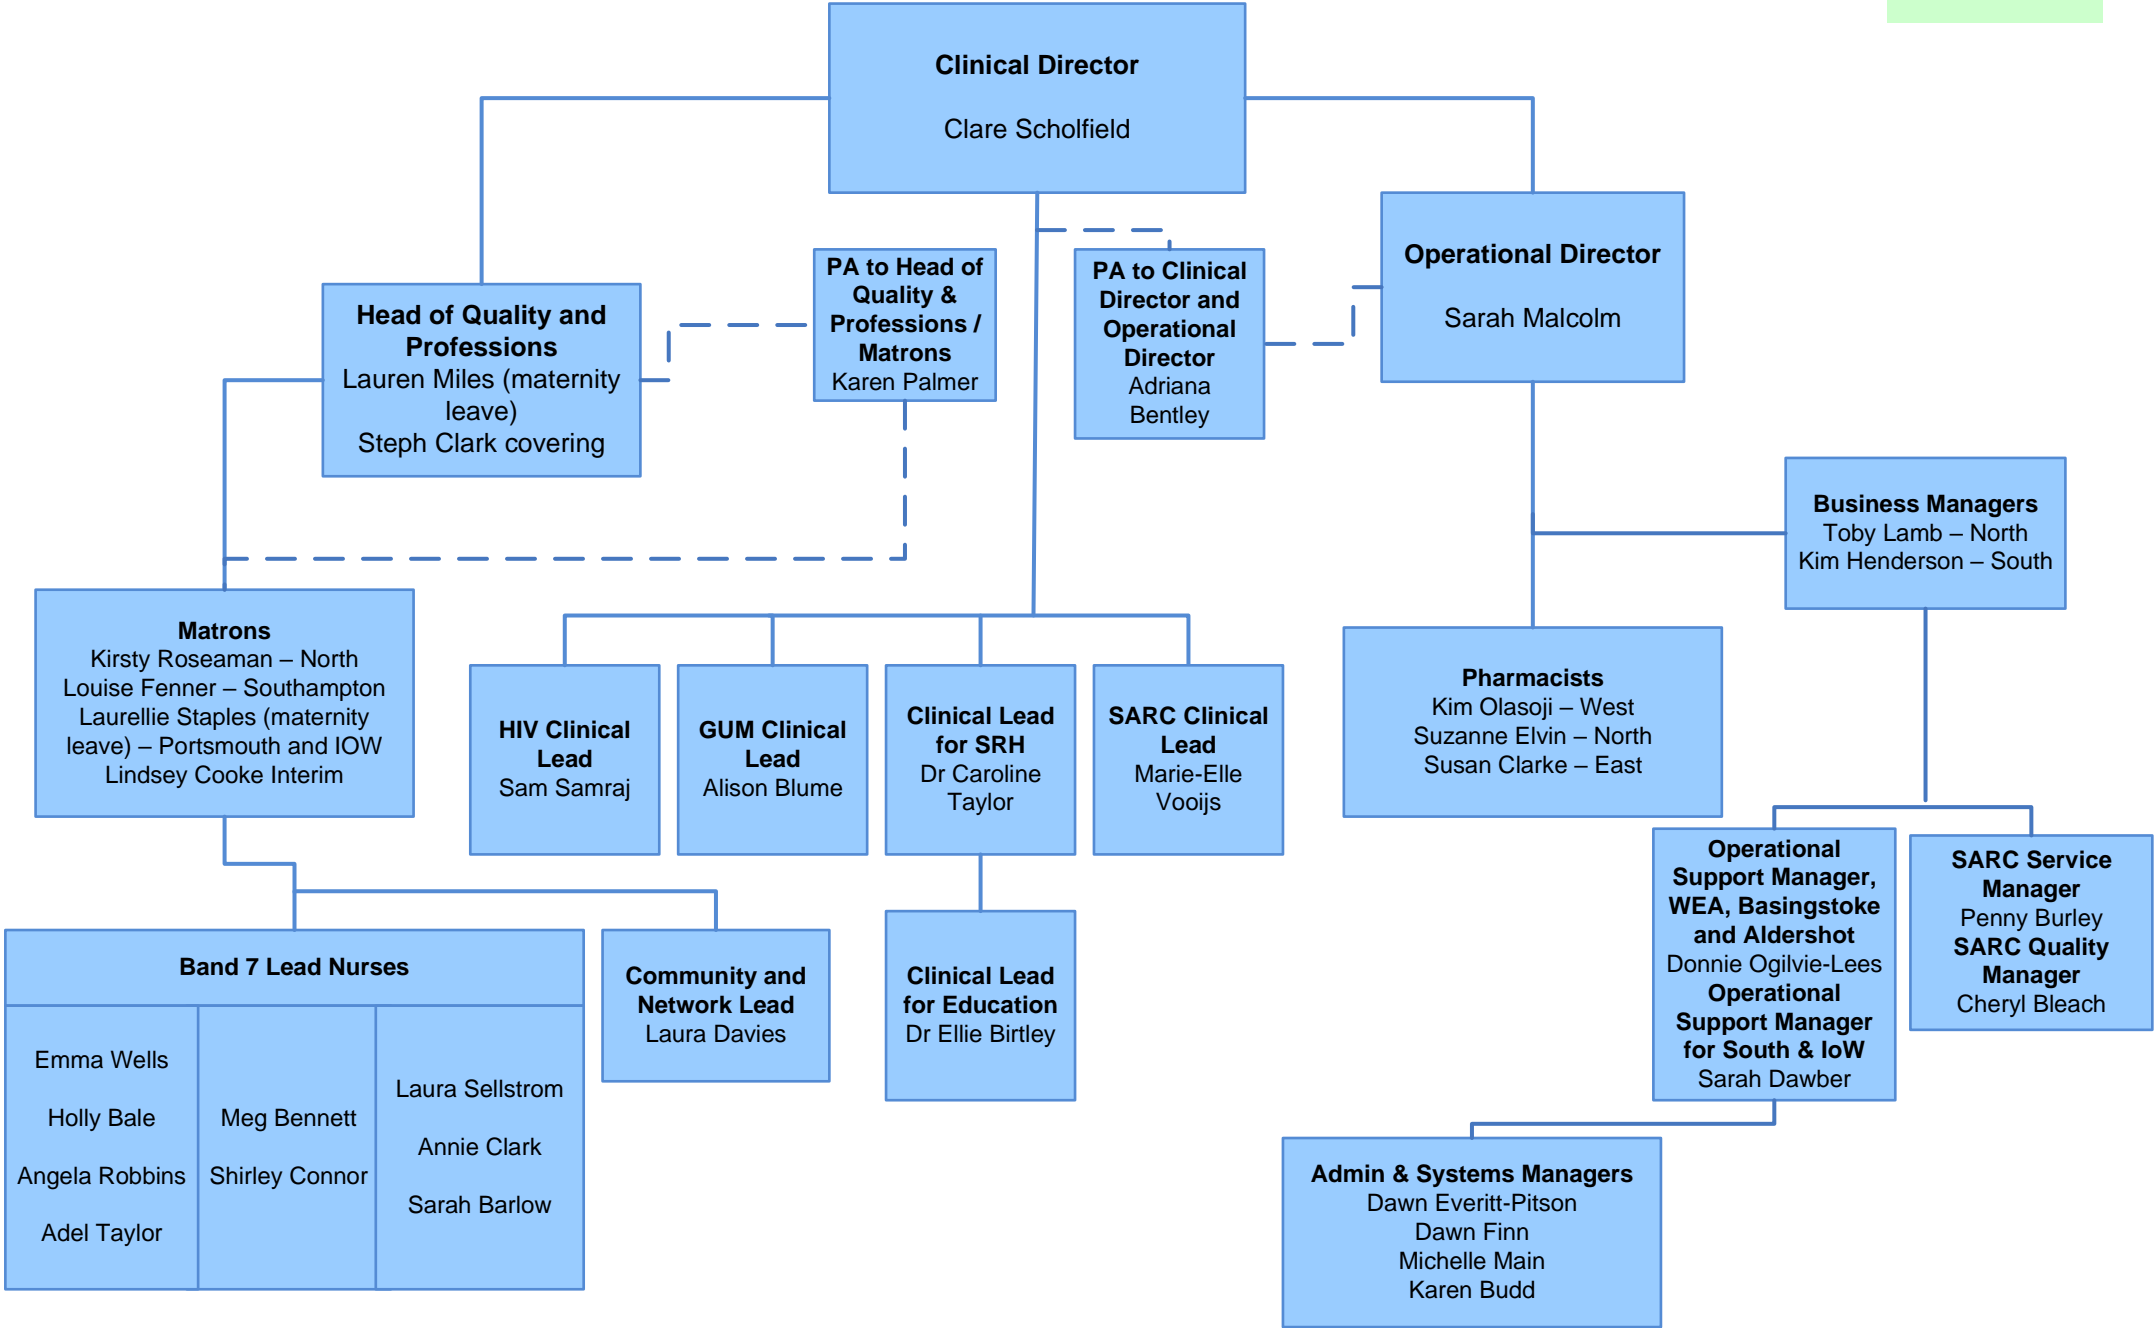 Clinical Director
Clare Scholfield
Operational Director
Sarah Malcolm
PA to Head of
Quality &
Professions /
Matrons
Karen Palmer
PA to Clinical
Director and
Operational
Director
Adriana
Bentley
Head of Quality and
Professions
Lauren Miles (maternity
leave)
Steph Clark covering
Business Managers
Toby Lamb – North
Kim Henderson – South
Matrons
Kirsty Roseaman – North
Louise Fenner – Southampton
Laurellie Staples (maternity
leave) – Portsmouth and IOW
Lindsey Cooke Interim
HIV Clinical
Lead
Sam Samraj
GUM Clinical
Lead
Alison Blume
Clinical Lead
for SRH
Dr Caroline
Taylor
SARC Clinical
Lead
Marie-Elle
Vooijs
Pharmacists
Kim Olasoji – West
Suzanne Elvin – North
Susan Clarke – East
Operational
Support Manager,
WEA, Basingstoke
and Aldershot
Donnie Ogilvie-Lees
Operational
Support Manager
for South & IoW
Sarah Dawber
SARC Service
Manager
Penny Burley
SARC Quality
Manager
Cheryl Bleach
Band 7 Lead Nurses
Emma Wells
Holly Bale
Angela Robbins
Adel Taylor
Meg Bennett
Shirley Connor
Laura Sellstrom
Annie Clark
Sarah Barlow
Community and
Network Lead
Laura Davies
Clinical Lead
for Education
Dr Ellie Birtley
Admin & Systems Managers
Dawn Everitt-Pitson
Dawn Finn
Michelle Main
Karen Budd